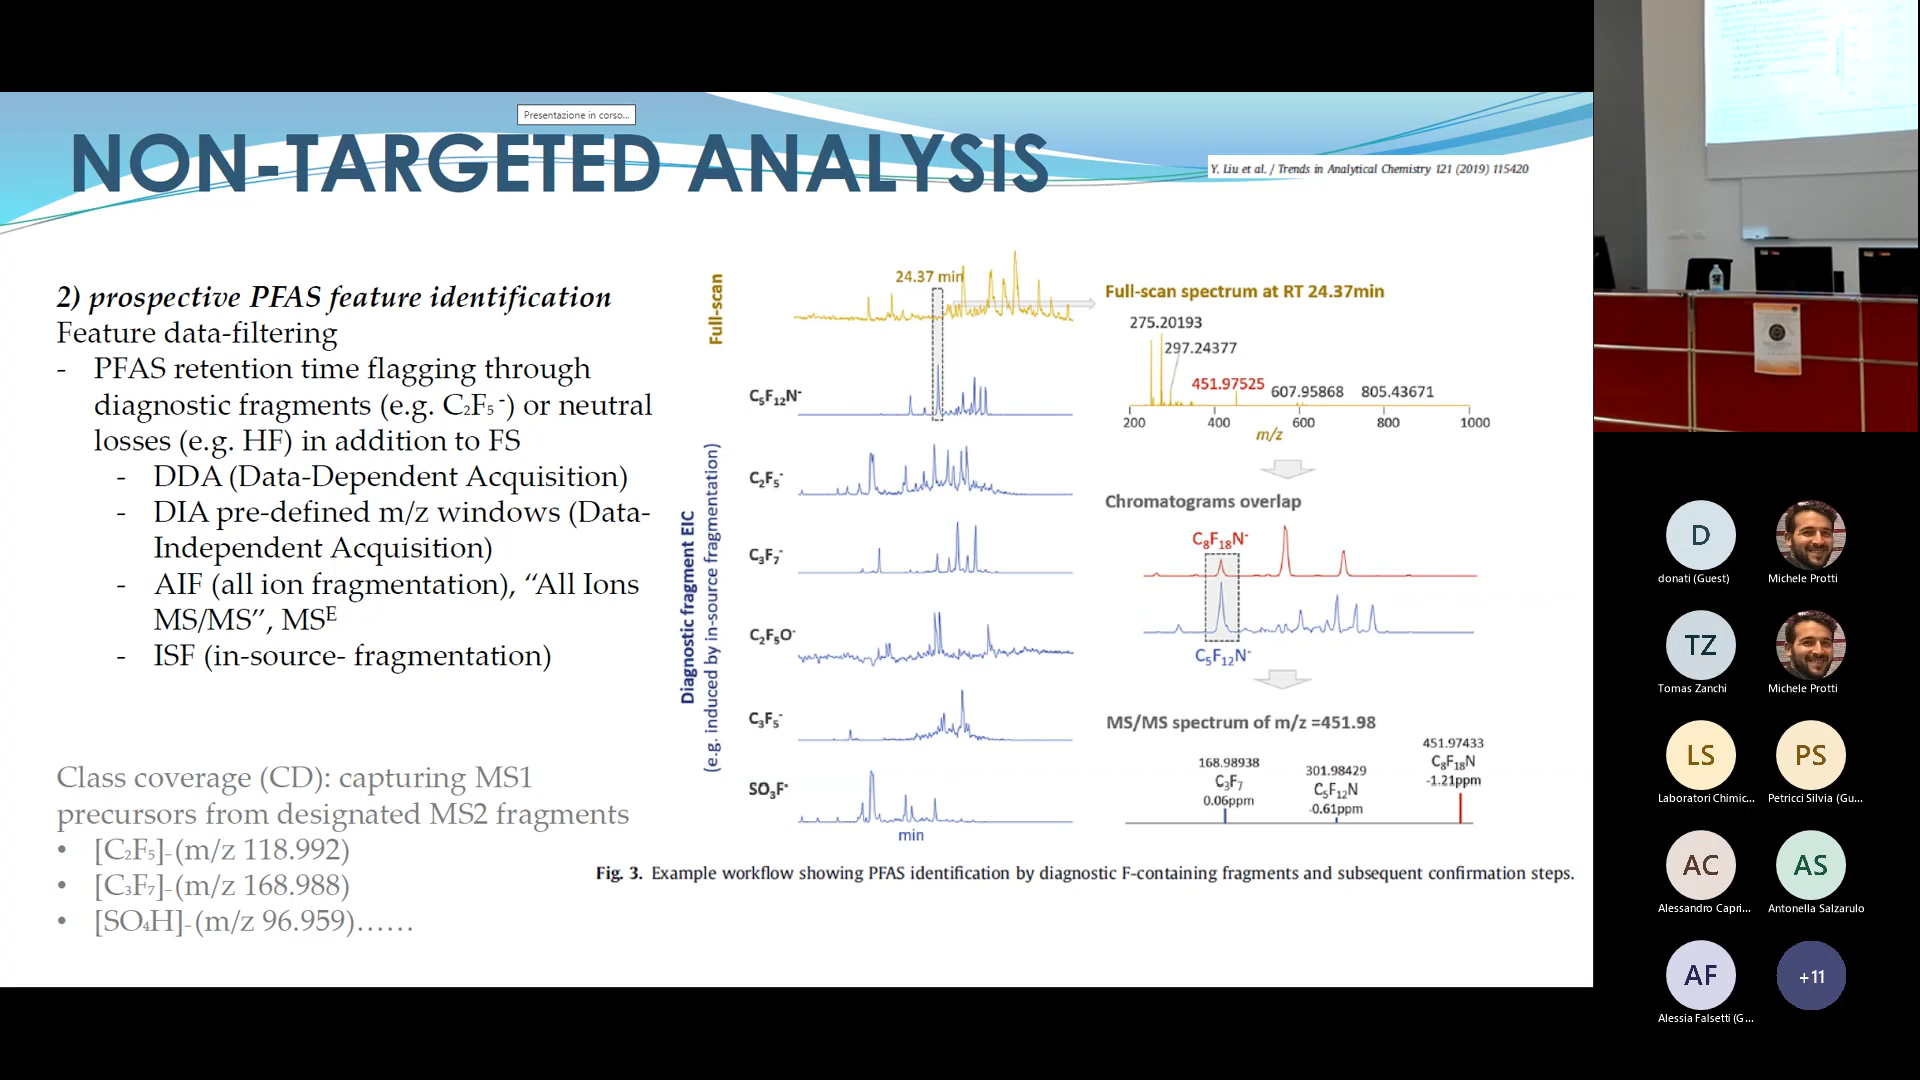 Presentazione in corso...
NON-TARGETED ANALYSIS
Y. Liu et al. / Trends in Analytical Chemistry 121 (2019) 115420
2) prospective PFAS feature identification
Feature data-filtering
- PFAS retention time flagging through
diagnostic fragments (e.g. C₂F₅⁻) or neutral
losses (e.g. HF) in addition to FS
- DDA (Data-Dependent Acquisition)
- DIA pre-defined m/z windows (Data-
Independent Acquisition)
- AIF (all ion fragmentation), “All Ions
MS/MS”, MSᴱ
- ISF (in-source- fragmentation)
Class coverage (CD): capturing MS1
precursors from designated MS2 fragments
• [C₂F₅]-(m/z 118.992)
• [C₃F₇]-(m/z 168.988)
• [SO₄H]-(m/z 96.959)......
Full-scan
24.37 min
Diagnostic fragment EIC
(e.g. induced by in-source fragmentation)
C₅F₁₂N⁻
C₂F₅⁻
C₃F₇⁻
C₂F₅O⁻
C₃F₅⁻
SO₃F⁻
min
Full-scan spectrum at RT 24.37min
275.20193
297.24377
451.97525
607.95868
805.43671
200 400 600 800 1000
m/z
Chromatograms overlap
C₈F₁₈N⁻
C₅F₁₂N⁻
MS/MS spectrum of m/z =451.98
168.98938
C₃F₇
0.06ppm
301.98429
C₅F₁₂N
-0.61ppm
451.97433
C₈F₁₈N
-1.21ppm
Fig. 3. Example workflow showing PFAS identification by diagnostic F-containing fragments and subsequent confirmation steps.
D
donati (Guest)
Michele Protti
TZ
Tomas Zanchi
Michele Protti
LS
Laboratori Chimic...
PS
Petricci Silvia (Gu...
AC
Alessandro Capri...
AS
Antonella Salzarulo
AF
Alessia Falsetti (G...
+11